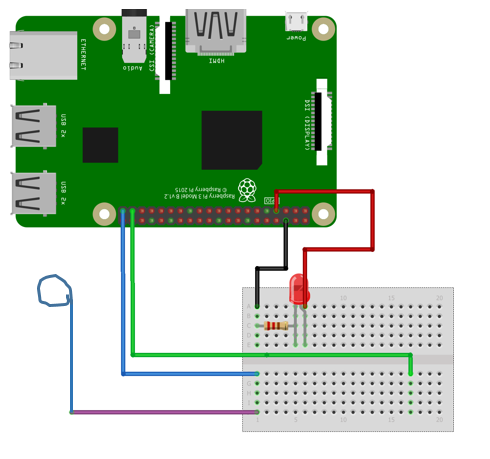 ETHERNET
Audio
CSI (CAMERA)
HDMI
Power
USB 2x
DSI (DISPLAY)
USB 2x
Raspberry Pi 3 Model B v1.2
© Raspberry Pi 2015
GPIO